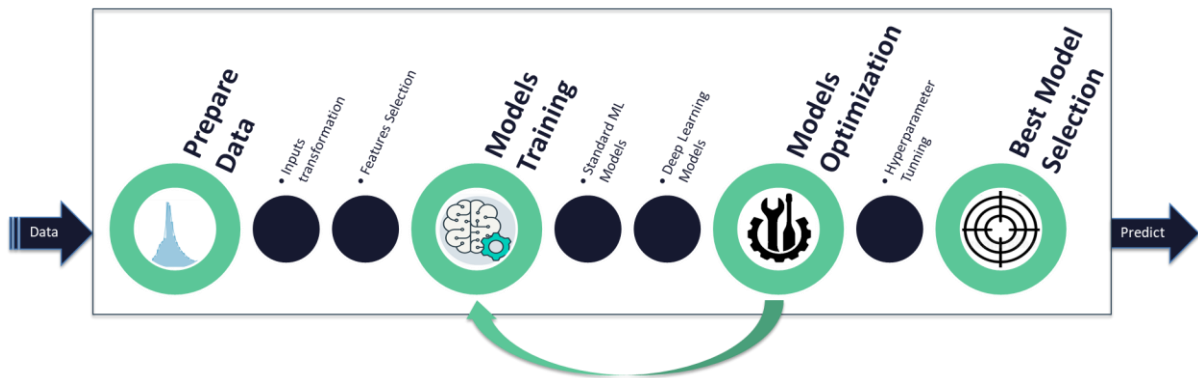 Data
Prepare
Data
• Inputs
transformation
• Features Selection
Models
Training
• Standard ML
Models
• Deep Learning
Models
Models
Optimization
• Hyperparameter
Tunning
Best Model
Selection
Predict